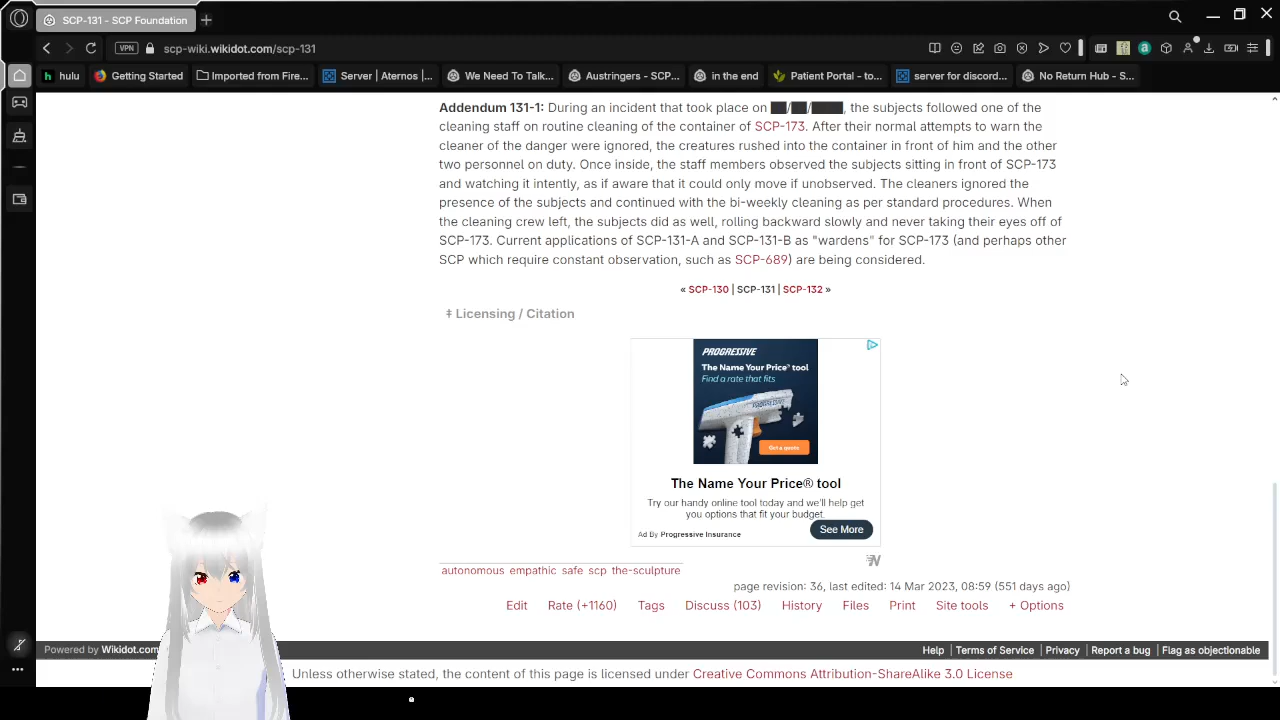 SCP-131 - SCP Foundation
VPN scp-wiki.wikidot.com/scp-131
hulu Getting Started Imported from Fire... Server | Aternos |... We Need To Talk... Austringers - SCP... in the end Patient Portal - to... server for discord... No Return Hub - S...
Addendum 131-1: During an incident that took place on ██/██/████, the subjects followed one of the
cleaning staff on routine cleaning of the container of SCP-173. After their normal attempts to warn the
cleaner of the danger were ignored, the creatures rushed into the container in front of him and the other
two personnel on duty. Once inside, the staff members observed the subjects sitting in front of SCP-173
and watching it intently, as if aware that it could only move if unobserved. The cleaners ignored the
presence of the subjects and continued with the bi-weekly cleaning as per standard procedures. When
the cleaning crew left, the subjects did as well, rolling backward slowly and never taking their eyes off of
SCP-173. Current applications of SCP-131-A and SCP-131-B as "wardens" for SCP-173 (and perhaps other
SCP which require constant observation, such as SCP-689) are being considered.
« SCP-130 | SCP-131 | SCP-132 »
‡ Licensing / Citation
PROGRESSIVE
The Name Your Price® tool
Find a rate that fits
Get a quote
The Name Your Price® tool
Try our handy online tool today and we'll help get
you options that fit your budget.
Ad By Progressive Insurance
See More
autonomous empathic safe scp the-sculpture
page revision: 36, last edited: 14 Mar 2023, 08:59 (551 days ago)
Edit Rate (+1160) Tags Discuss (103) History Files Print Site tools + Options
Powered by Wikidot.com
Help | Terms of Service | Privacy | Report a bug | Flag as objectionable
Unless otherwise stated, the content of this page is licensed under Creative Commons Attribution-ShareAlike 3.0 License